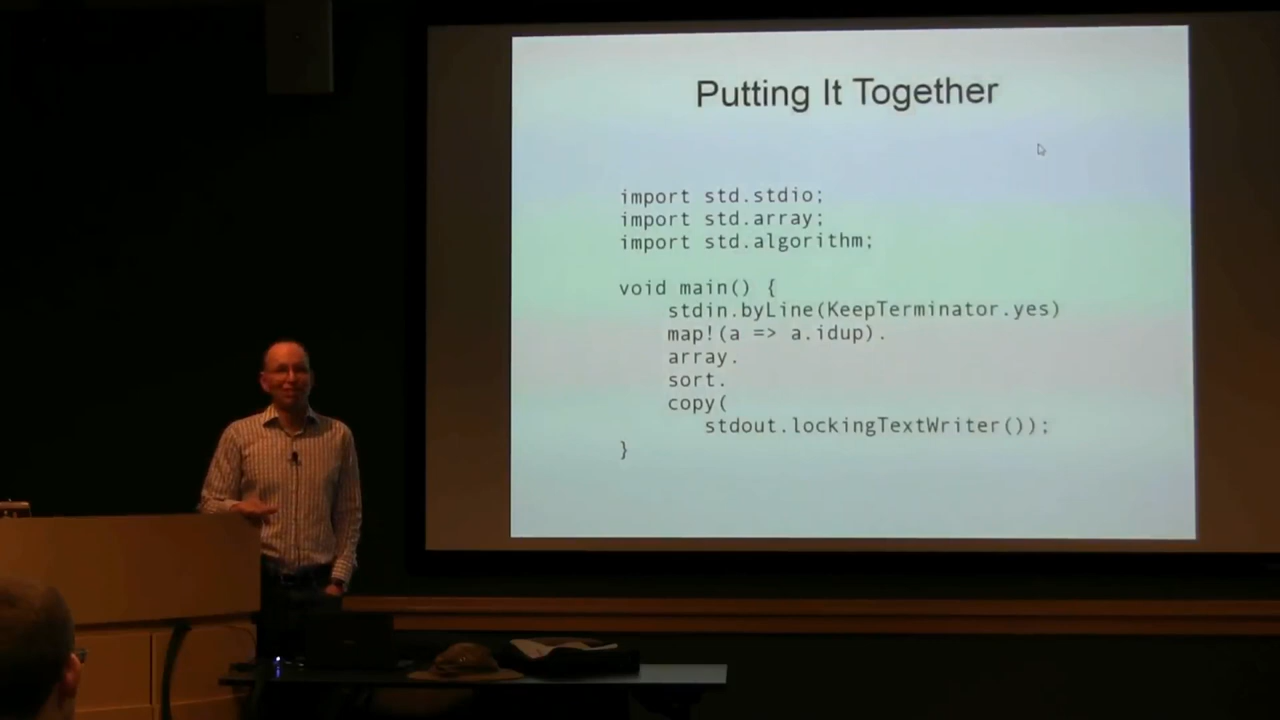 Putting It Together
import std.stdio;
import std.array;
import std.algorithm;
void main() {
stdin.byLine(KeepTerminator.yes)
map!(a => a.idup).
array.
sort.
copy(
stdout.lockingTextWriter());
}